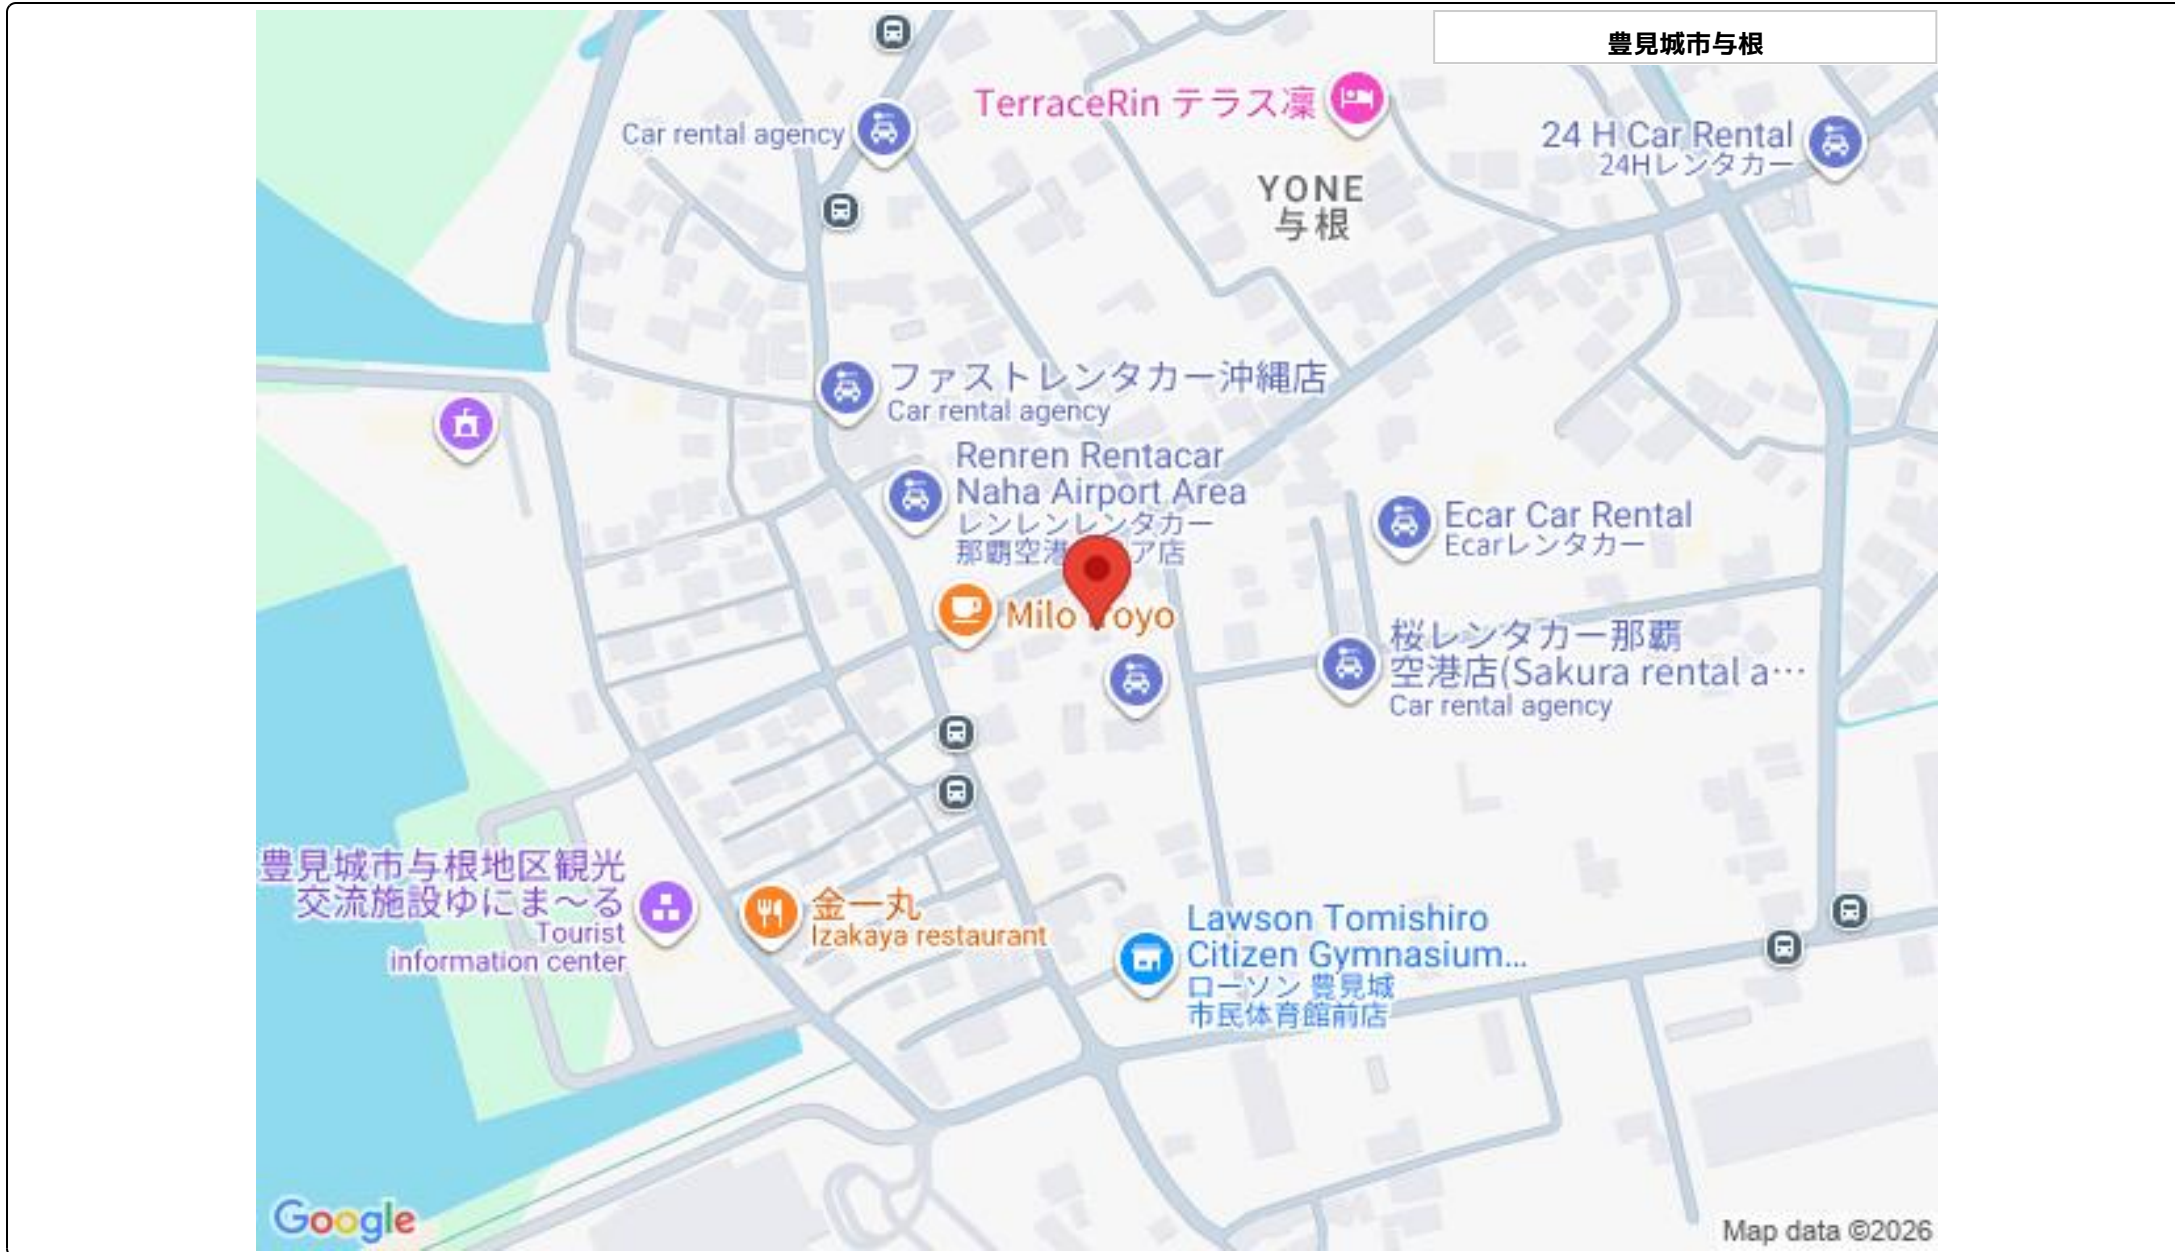 豊見城市与根
TerraceRin テラス凜
Car rental agency
24 H Car Rental
24Hレンタカー
YONE
与根
ファストレンタカー沖縄店
Car rental agency
Renren Rentacar
Naha Airport Area
レンレンレンタカー
那覇空港
ア店
Ecar Car Rental
Ecarレンタカー
Milo
oyo
桜レンタカー那覇
空港店(Sakura rental a…
Car rental agency
豊見城市与根地区観光
交流施設ゆにま〜る
Tourist
information center
金一丸
Izakaya restaurant
Lawson Tomishiro
Citizen Gymnasium...
ローソン 豊見城
市民体育館前店
Google
Map data ©2026